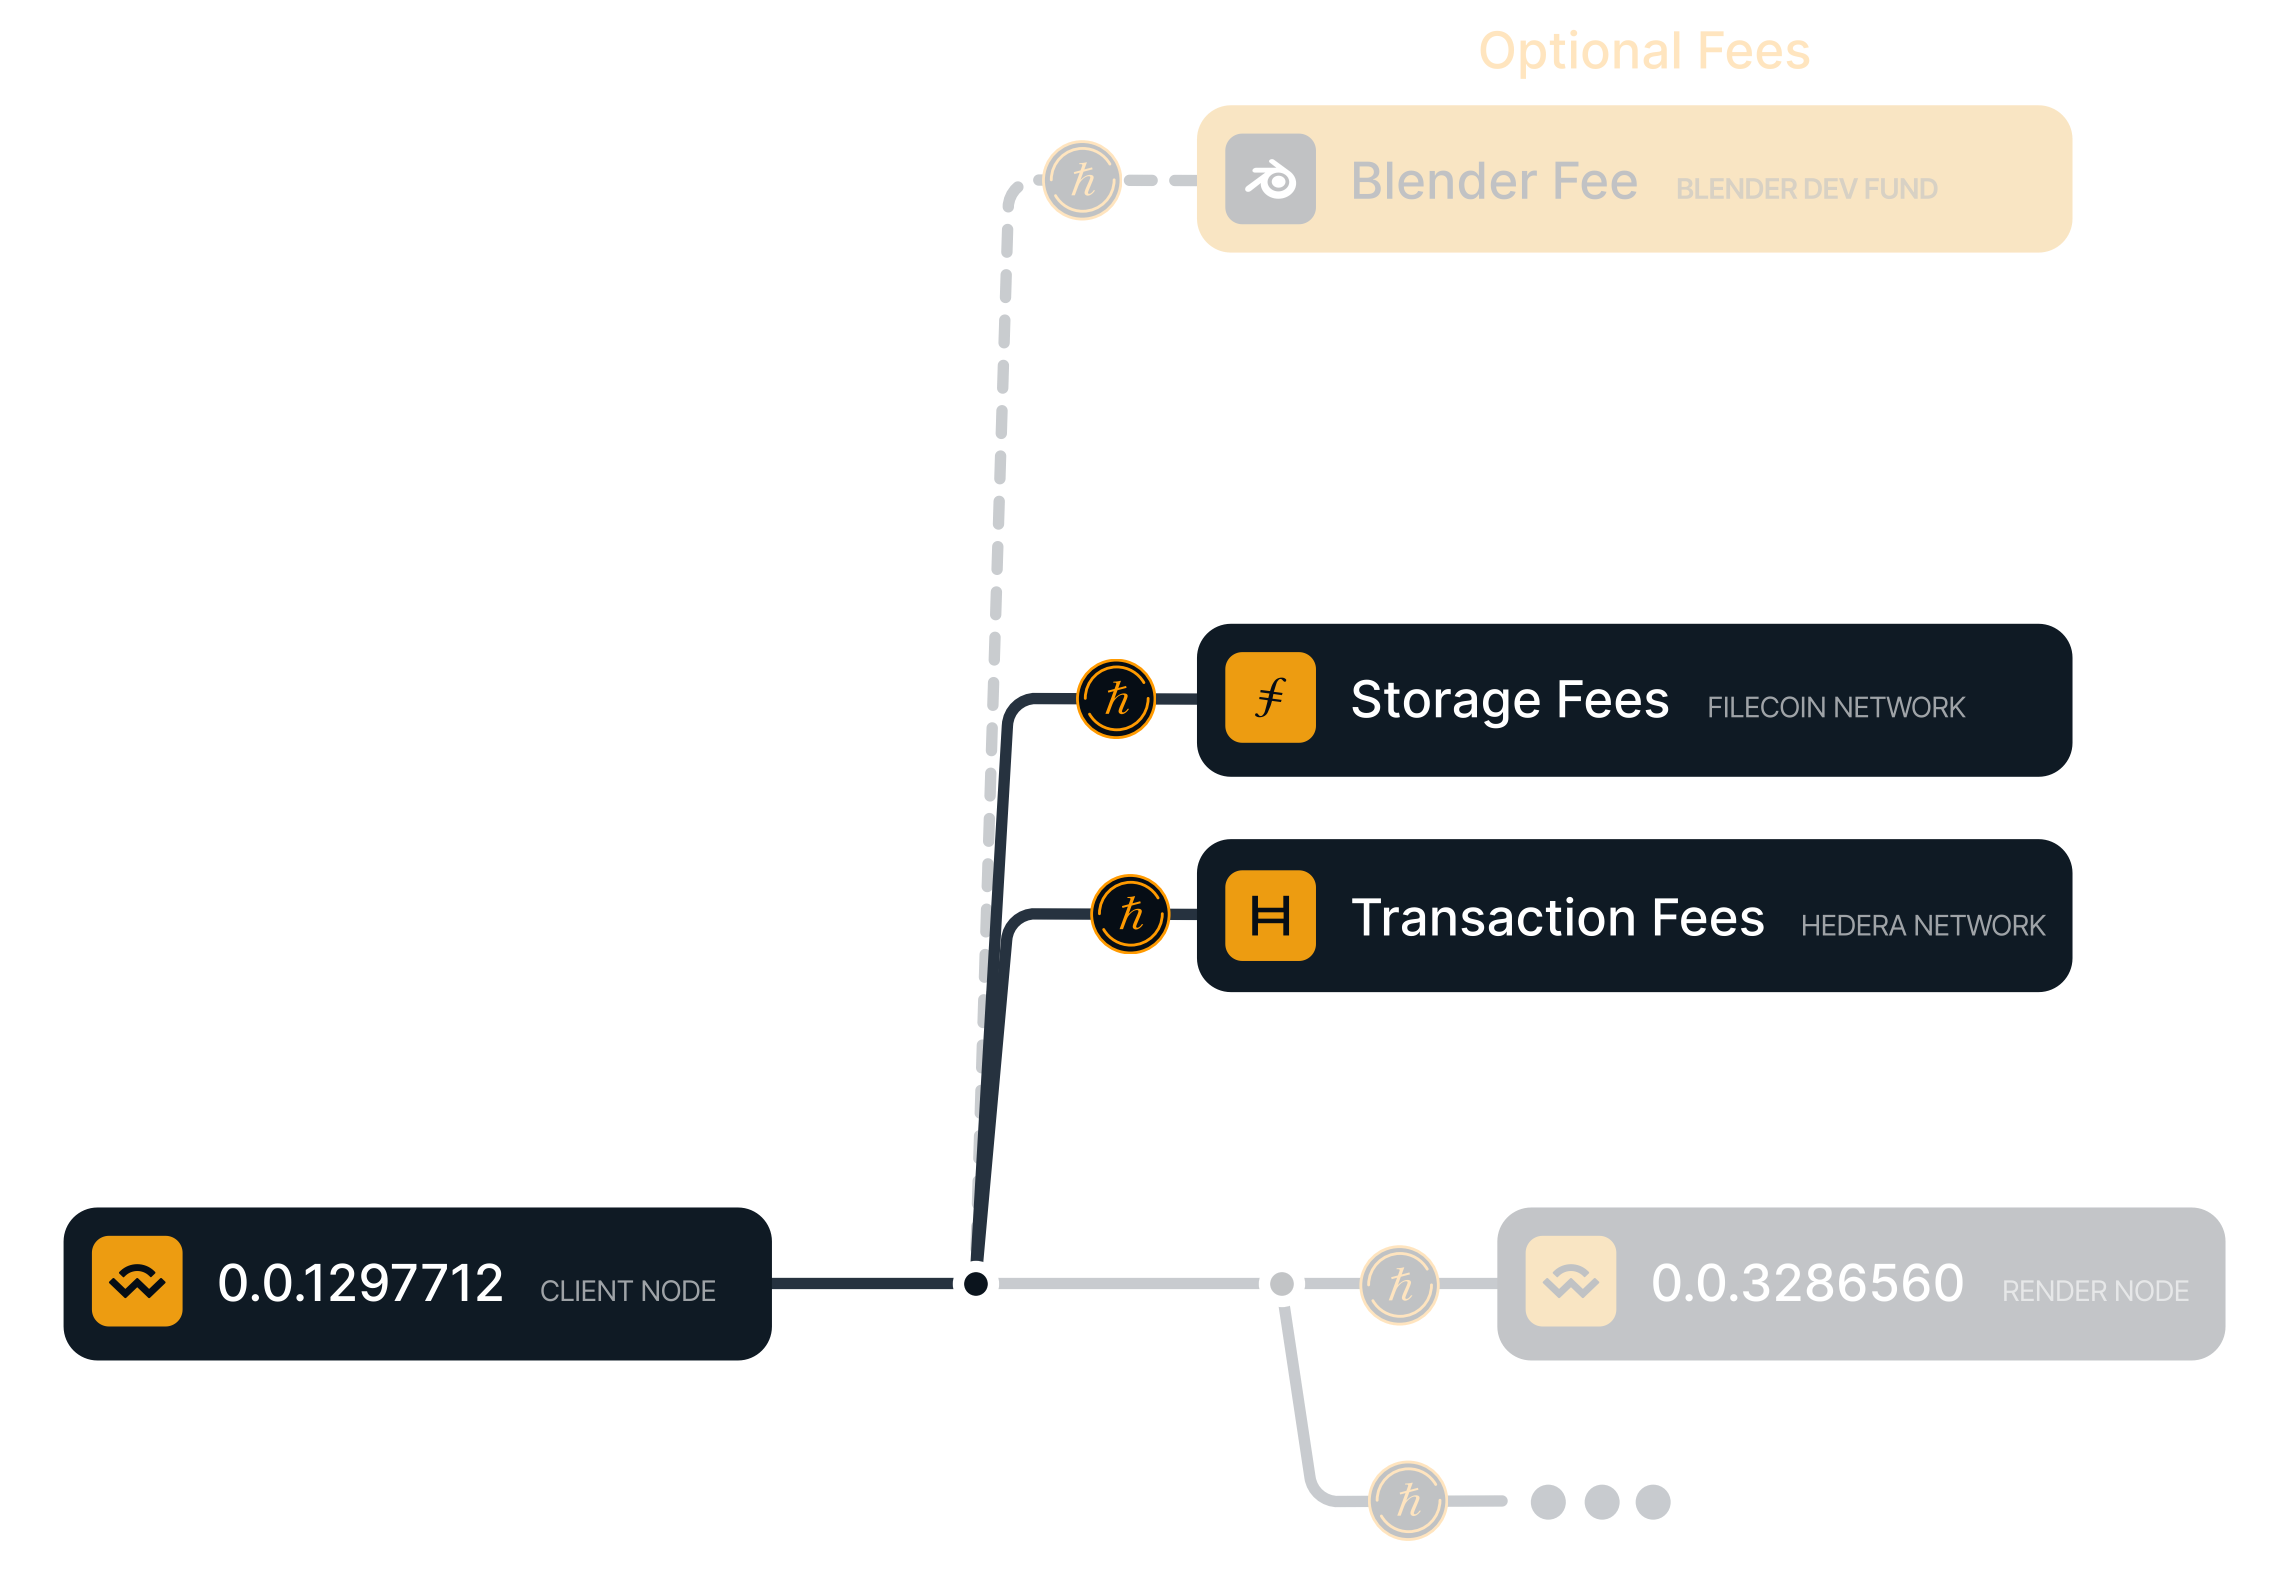 Optional Fees
Blender Fee BLENDER DEV FUND
Storage Fees FILECOIN NETWORK
Transaction Fees HEDERA NETWORK
0.0.1297712 CLIENT NODE
0.0.3286560 RENDER NODE